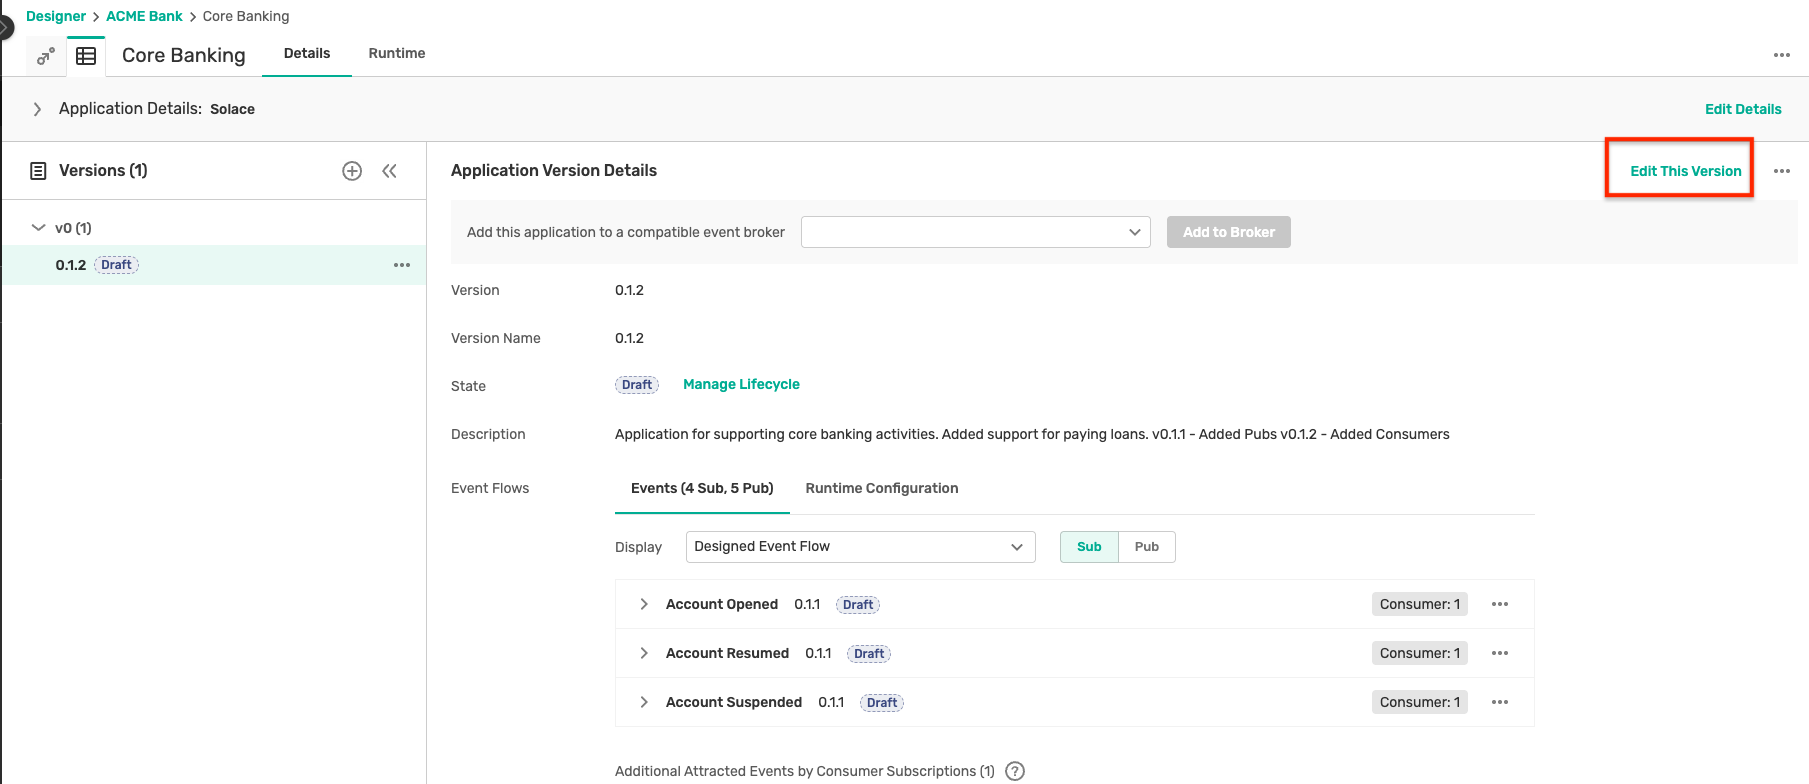 Designer > ACME Bank > Core Banking
Core Banking Details Runtime
Application Details: Solace Edit Details
Versions (1)
Application Version Details Edit This Version
v0 (1)
0.1.2 Draft
Add this application to a compatible event broker Add to Broker
Version 0.1.2
Version Name 0.1.2
State Draft Manage Lifecycle
Description Application for supporting core banking activities. Added support for paying loans. v0.1.1 - Added Pubs v0.1.2 - Added Consumers
Event Flows Events (4 Sub, 5 Pub) Runtime Configuration
Display Designed Event Flow Sub Pub
Account Opened 0.1.1 Draft Consumer: 1
Account Resumed 0.1.1 Draft Consumer: 1
Account Suspended 0.1.1 Draft Consumer: 1
Additional Attracted Events by Consumer Subscriptions (1) ?